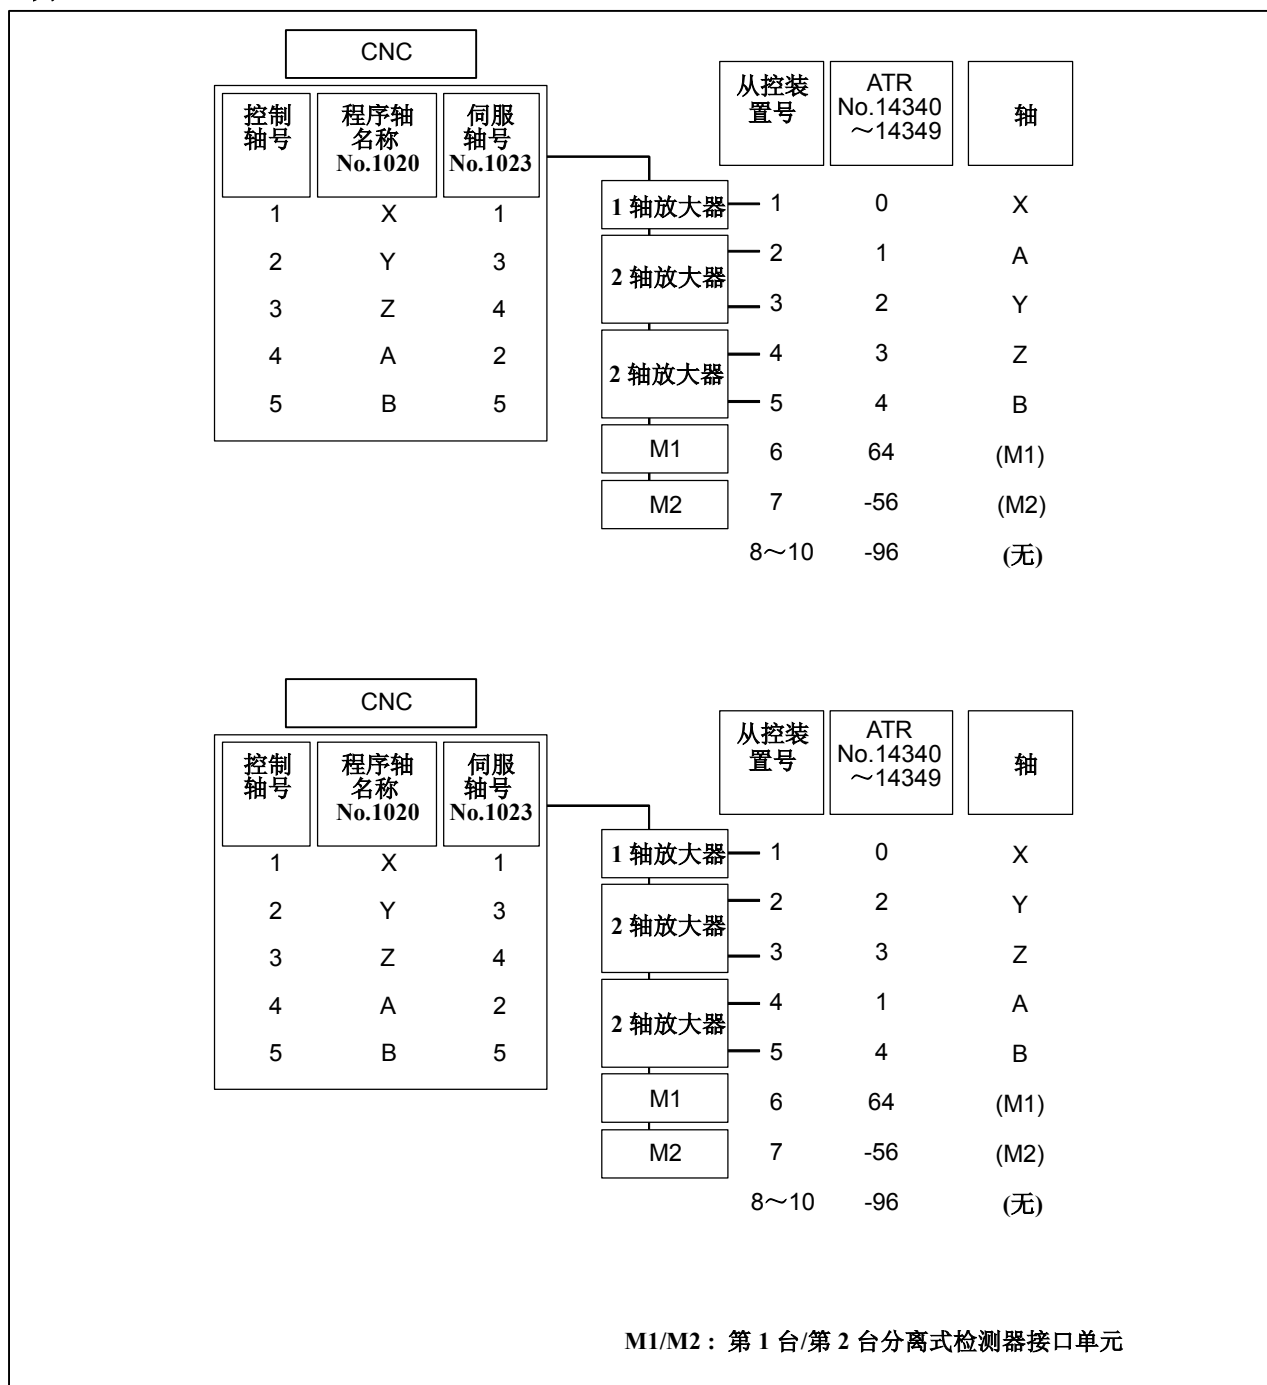 CNC
控制
轴号
程序轴
名称
No.1020
伺服
轴号
No.1023
从控装
置号
ATR
No.14340
～14349
轴
1 X 1
2 Y 3
3 Z 4
4 A 2
5 B 5
1 轴放大器
2 轴放大器
2 轴放大器
M1
M2
1 0 X
2 1 A
3 2 Y
4 3 Z
5 4 B
6 64 (M1)
7 -56 (M2)
8～10 -96 (无)
CNC
控制
轴号
程序轴
名称
No.1020
伺服
轴号
No.1023
从控装
置号
ATR
No.14340
～14349
轴
1 X 1
2 Y 3
3 Z 4
4 A 2
5 B 5
1 轴放大器
2 轴放大器
2 轴放大器
M1
M2
1 0 X
2 2 Y
3 3 Z
4 1 A
5 4 B
6 64 (M1)
7 -56 (M2)
8～10 -96 (无)
M1/M2 : 第 1 台/第 2 台分离式检测器接口单元